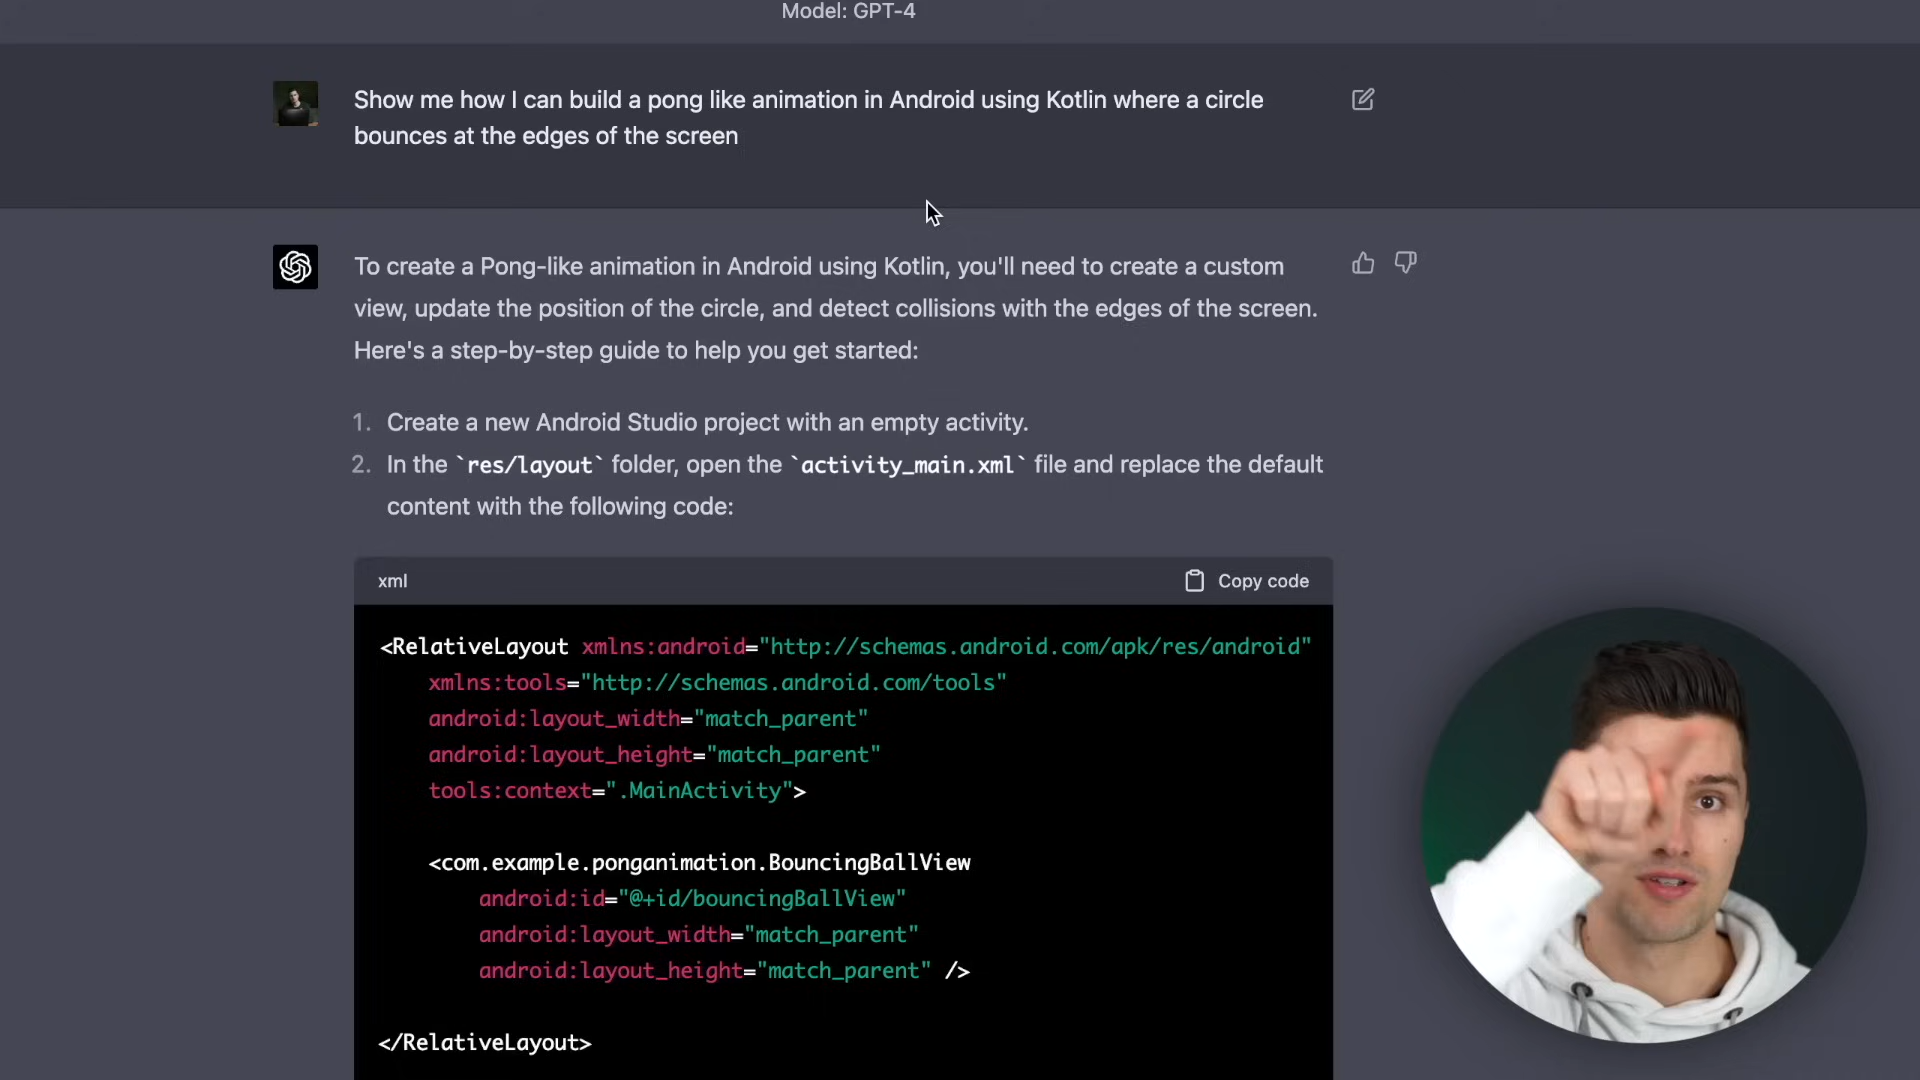 Model: GPT-4
Show me how I can build a pong like animation in Android using Kotlin where a circle
bounces at the edges of the screen
To create a Pong-like animation in Android using Kotlin, you'll need to create a custom
view, update the position of the circle, and detect collisions with the edges of the screen.
Here's a step-by-step guide to help you get started:
1. Create a new Android Studio project with an empty activity.
2. In the `res/layout` folder, open the `activity_main.xml` file and replace the default
content with the following code:
xml Copy code
<RelativeLayout xmlns:android="http://schemas.android.com/apk/res/android"
xmlns:tools="http://schemas.android.com/tools"
android:layout_width="match_parent"
android:layout_height="match_parent"
tools:context=".MainActivity">
<com.example.ponganimation.BouncingBallView
android:id="@+id/bouncingBallView"
android:layout_width="match_parent"
android:layout_height="match_parent" />
</RelativeLayout>